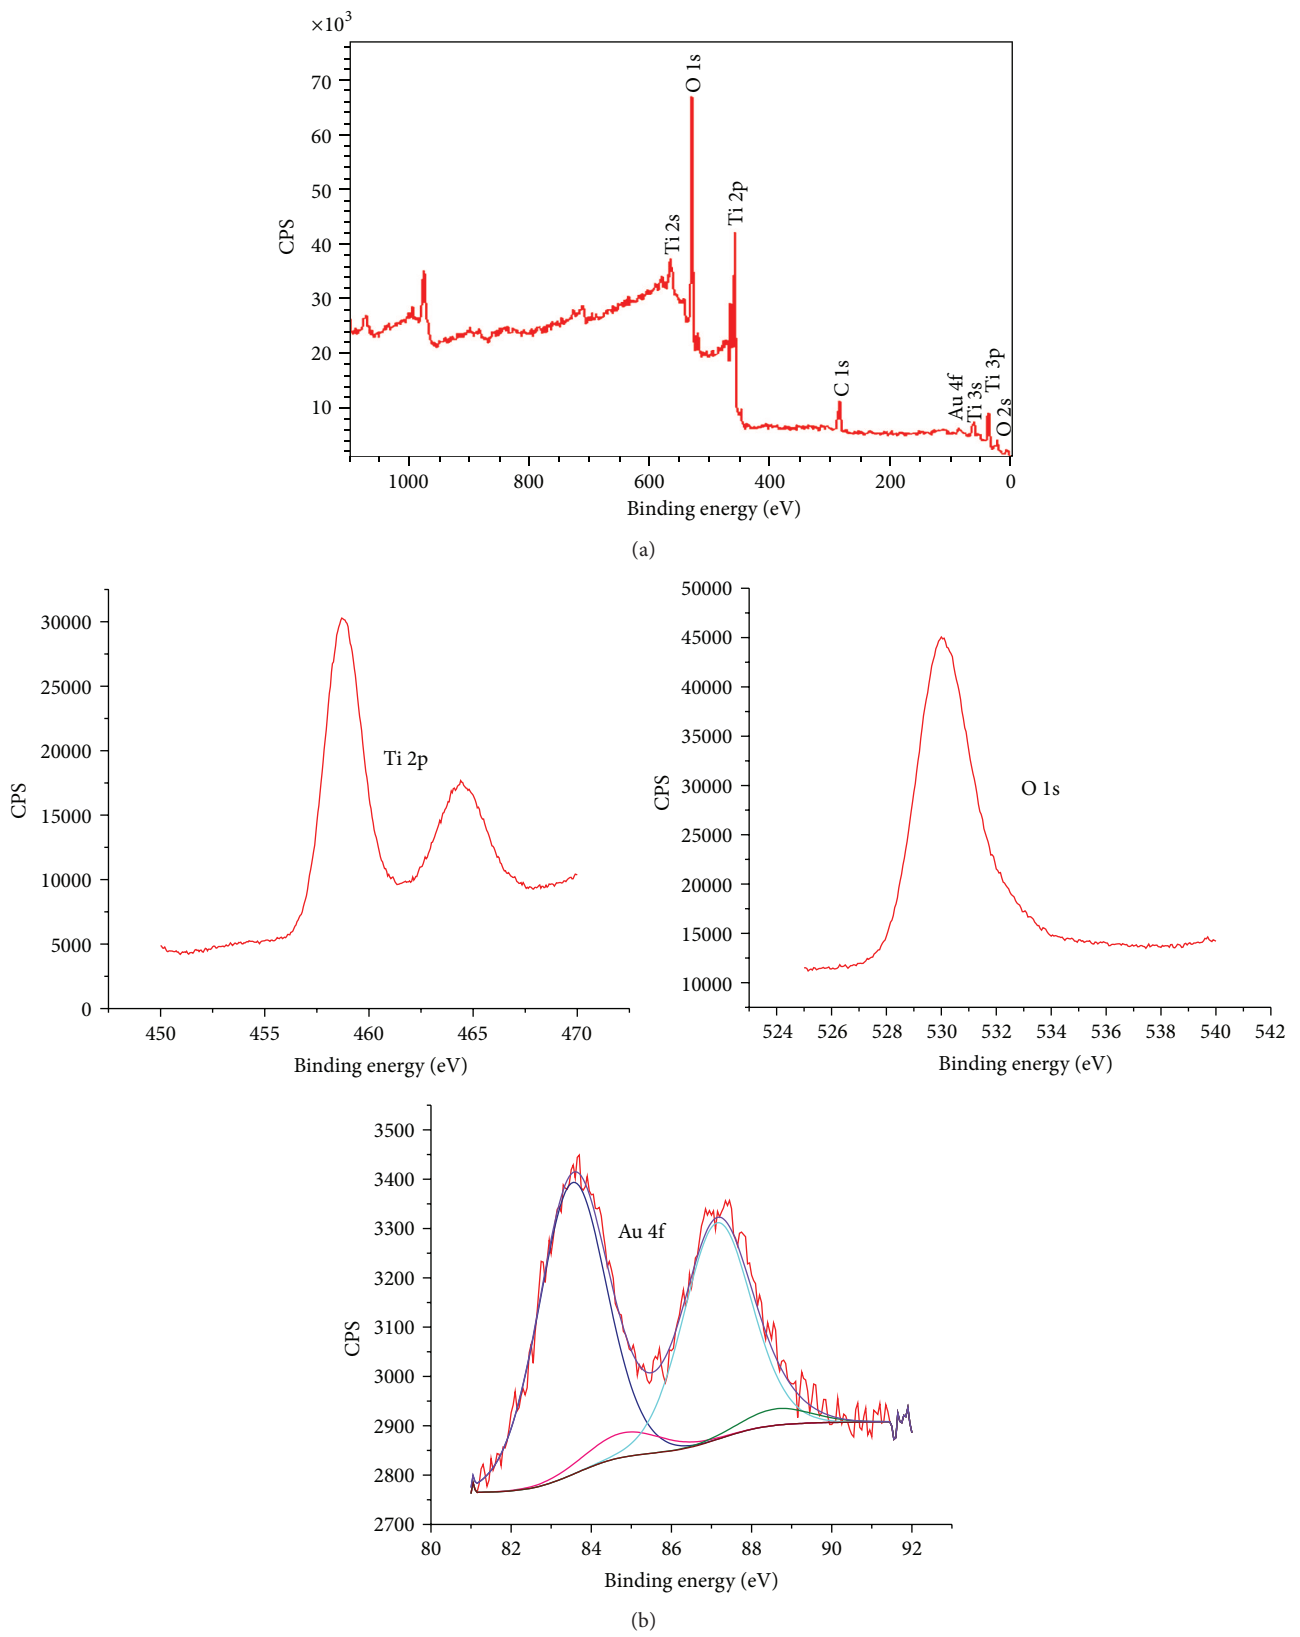 ×10³
70
60
50
40
30
20
10
CPS
Ti 2s
O 1s
Ti 2p
C 1s
Au 4f
Ti 3s
Ti 3p
O 2s
1000 800 600 400 200 0
Binding energy (eV)
(a)
30000
25000
20000
15000
10000
5000
0
CPS
Ti 2p
450 455 460 465 470
Binding energy (eV)
50000
45000
40000
35000
30000
25000
20000
15000
10000
CPS
O 1s
524 526 528 530 532 534 536 538 540 542
Binding energy (eV)
3500
3400
3300
3200
3100
3000
2900
2800
2700
CPS
Au 4f
80 82 84 86 88 90 92
Binding energy (eV)
(b)